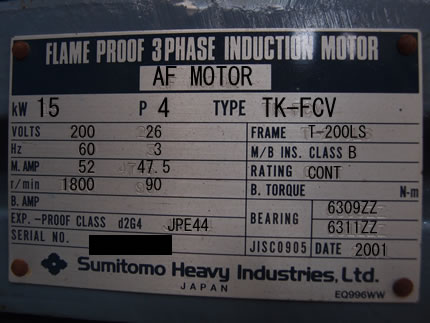 FLAME PROOF 3 PHASE INDUCTION MOTOR
AF MOTOR
kW 15 P 4 TYPE TK-FCV
VOLTS 200 26 FRAME T-200LS
Hz 60 3 M/B INS. CLASS B
M. AMP 52 47.5 RATING CONT
r/min 1800 90 B. TORQUE N-m
B. AMP BEARING 6309ZZ
EXP. -PROOF CLASS d2G4 JPE44 6311ZZ
SERIAL NO. JISC0905 DATE 2001
Sumitomo Heavy Industries, Ltd.
JAPAN
EQ996WW